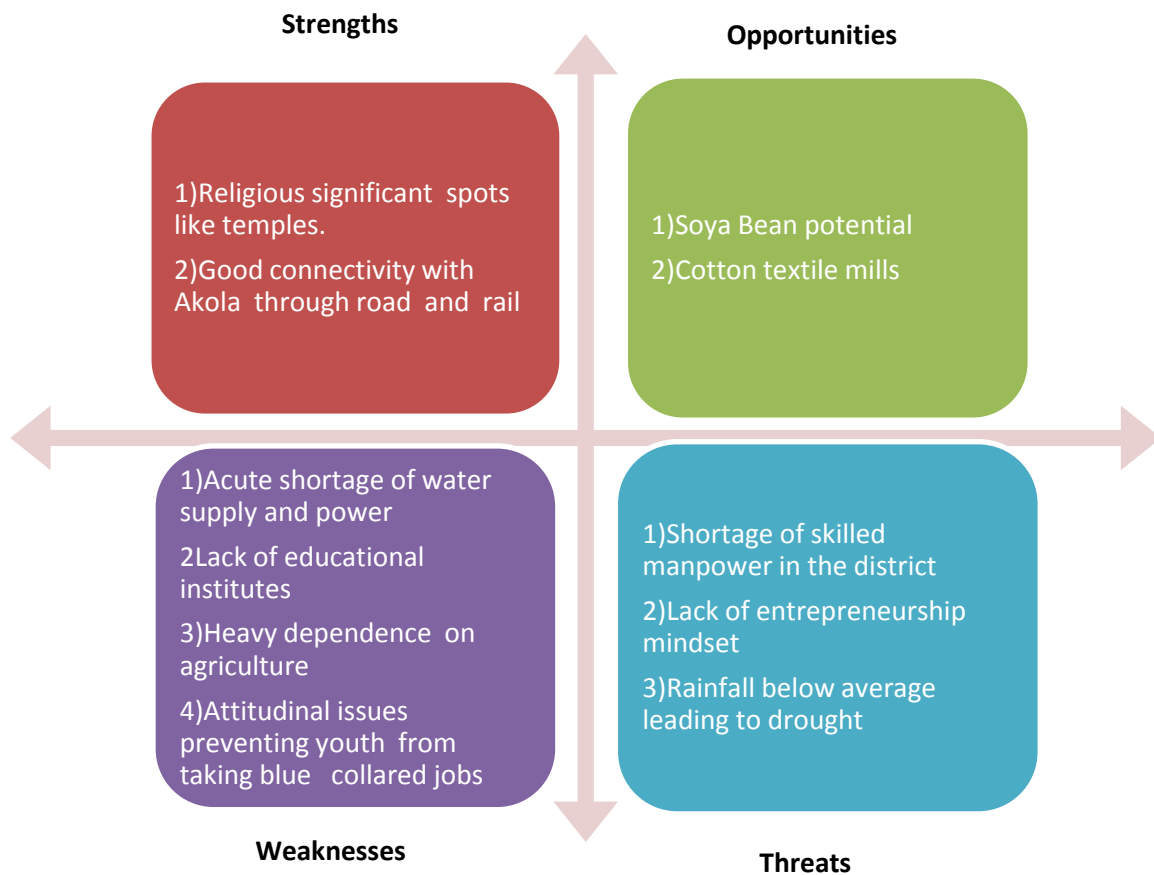 Strengths
1)Religious significant spots
like temples.
2)Good connectivity with
Akola through road and rail
Opportunities
1)Soya Bean potential
2)Cotton textile mills
1)Acute shortage of water
supply and power
2Lack of educational
institutes
3)Heavy dependence on
agriculture
4)Attitudinal issues
preventing youth from
taking blue collared jobs
Weaknesses
1)Shortage of skilled
manpower in the district
2)Lack of entrepreneurship
mindset
3)Rainfall below average
leading to drought
Threats